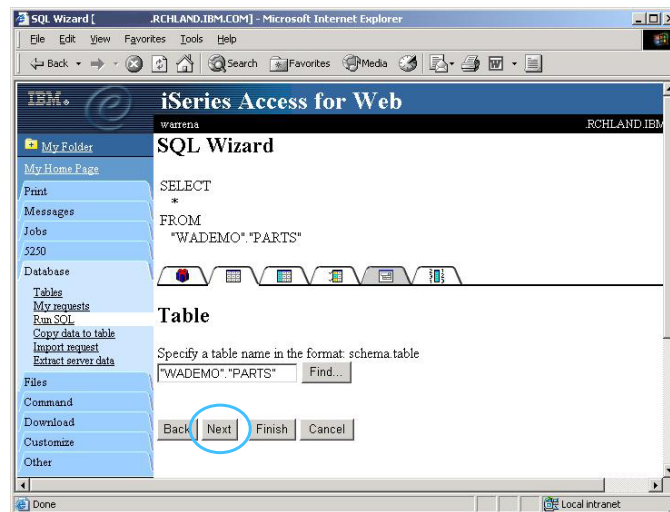 SQL Wizard [ .RCHLAND.IBM.COM] - Microsoft Internet Explorer
File Edit View Favorites Tools Help
Back Search Favorites Media
IBM. iSeries Access for Web
warrena .RCHLAND.IBM
My Folder
My Home Page
Print
Messages
Jobs
5250
Database
Tables
My requests
Run SQL
Copy data to table
Import request
Extract server data
Files
Command
Download
Customize
Other
SQL Wizard
SELECT
*
FROM
"WADEMO"."PARTS"
Table
Specify a table name in the format: schema.table
"WADEMO"."PARTS" Find...
Back Next Finish Cancel
Done Local intranet